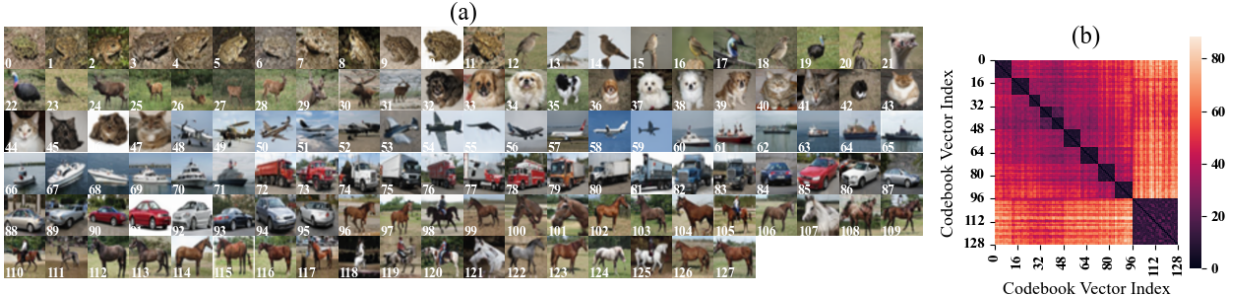 (a)
0 1 2 3 4 5 6 7 8 9 10 11 12 13 14 15 16 17 18 19 20 21
22 23 24 25 26 27 28 29 30 31 32 33 34 35 36 37 38 39 40 41 42 43
44 45 46 47 48 49 50 51 52 53 54 55 56 57 58 59 60 61 62 63 64 65
66 67 68 69 70 71 72 73 74 75 76 77 78 79 80 81 82 83 84 85 86 87
88 89 90 91 92 93 94 95 96 97 98 99 100 101 102 103 104 105 106 107 108 109
110 111 112 113 114 115 116 117 118 119 120 121 122 123 124 125 126 127
(b)
Codebook Vector Index
0
16
32
48
64
80
96
112
128
0 16 32 48 64 80 96 112 128
Codebook Vector Index
80
60
40
20
0